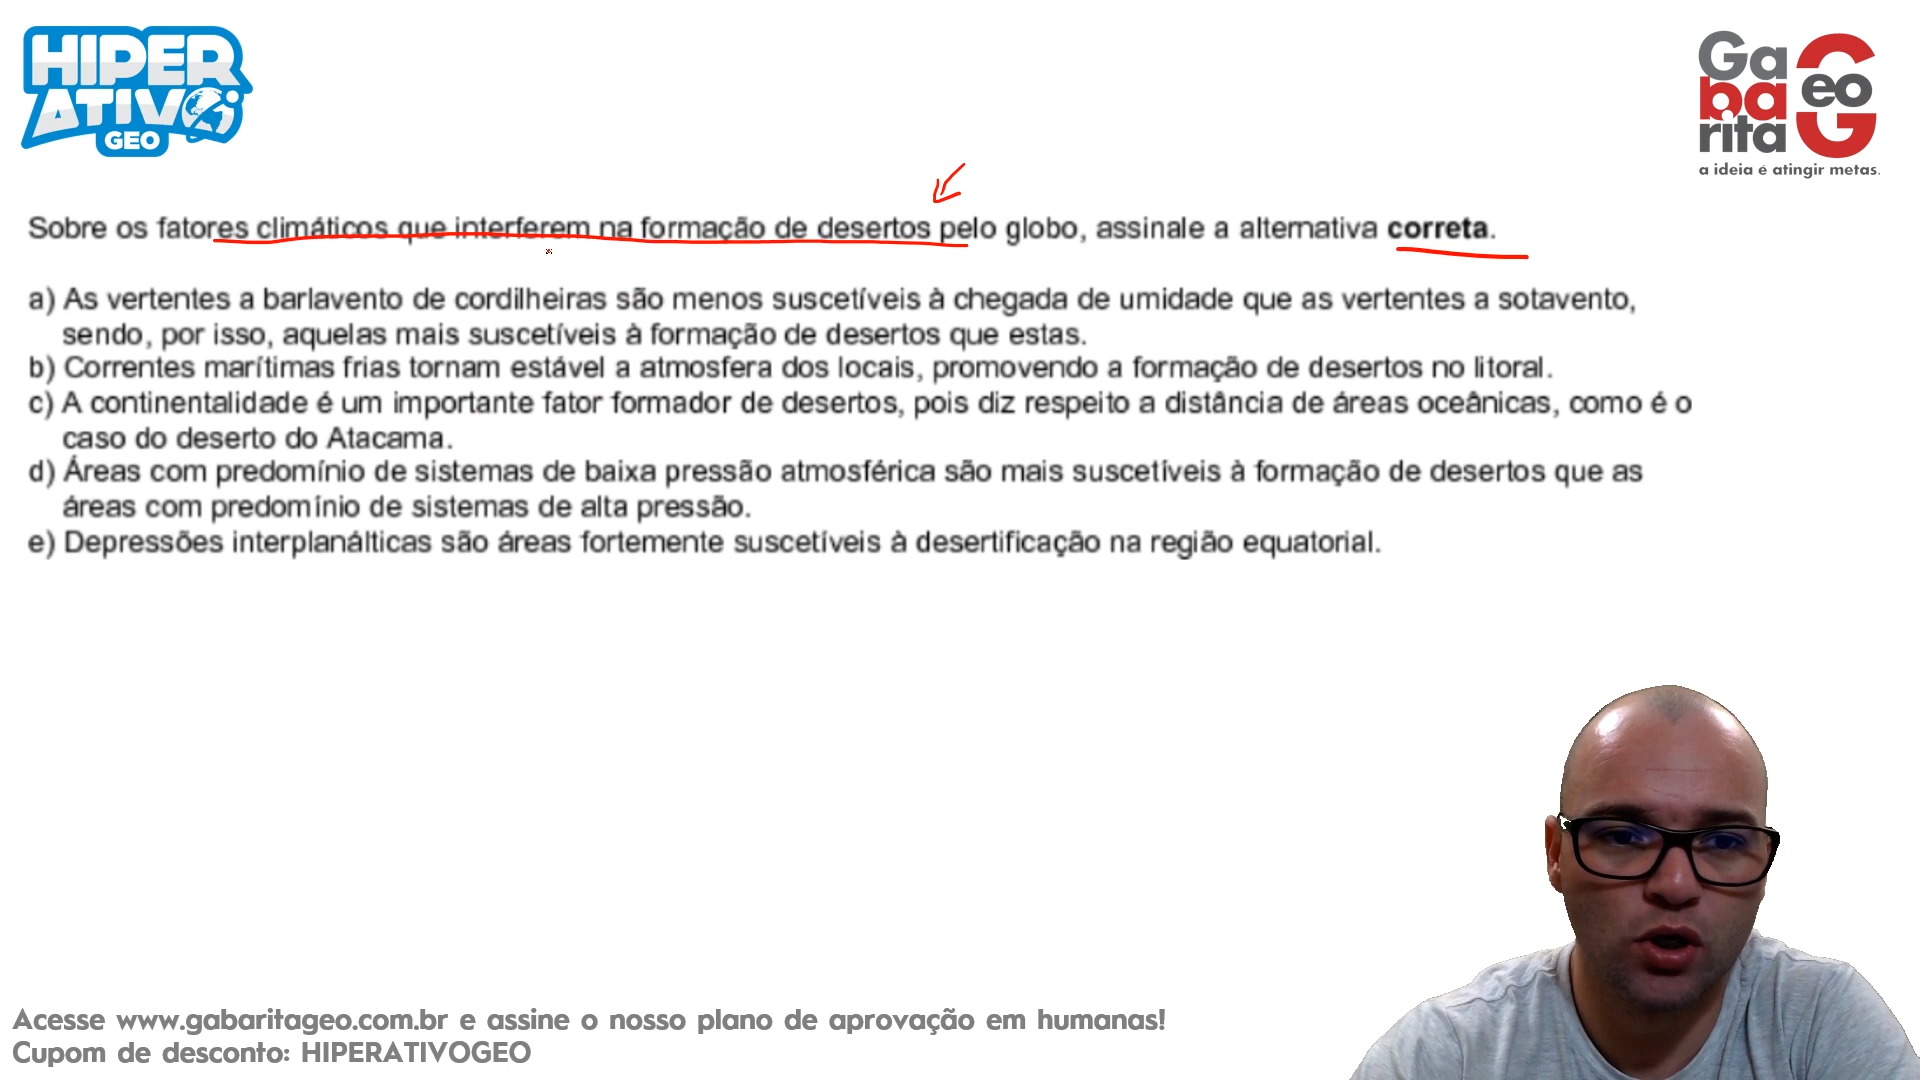 HIPER
ATIVO
GEO
Ga
ba
rita
Geo
a ideia é atingir metas.
Sobre os fatores climáticos que interferem na formação de desertos pelo globo, assinale a alternativa correta.
a) As vertentes a barlavento de cordilheiras são menos suscetíveis à chegada de umidade que as vertentes a sotavento,
sendo, por isso, aquelas mais suscetíveis à formação de desertos que estas.
b) Correntes marítimas frias tornam estável a atmosfera dos locais, promovendo a formação de desertos no litoral.
c) A continentalidade é um importante fator formador de desertos, pois diz respeito a distância de áreas oceânicas, como é o
caso do deserto do Atacama.
d) Áreas com predomínio de sistemas de baixa pressão atmosférica são mais suscetíveis à formação de desertos que as
áreas com predomínio de sistemas de alta pressão.
e) Depressões interplanálticas são áreas fortemente suscetíveis à desertificação na região equatorial.
Acesse www.gabaritageo.com.br e assine o nosso plano de aprovação em humanas!
Cupom de desconto: HIPERATIVOGEO